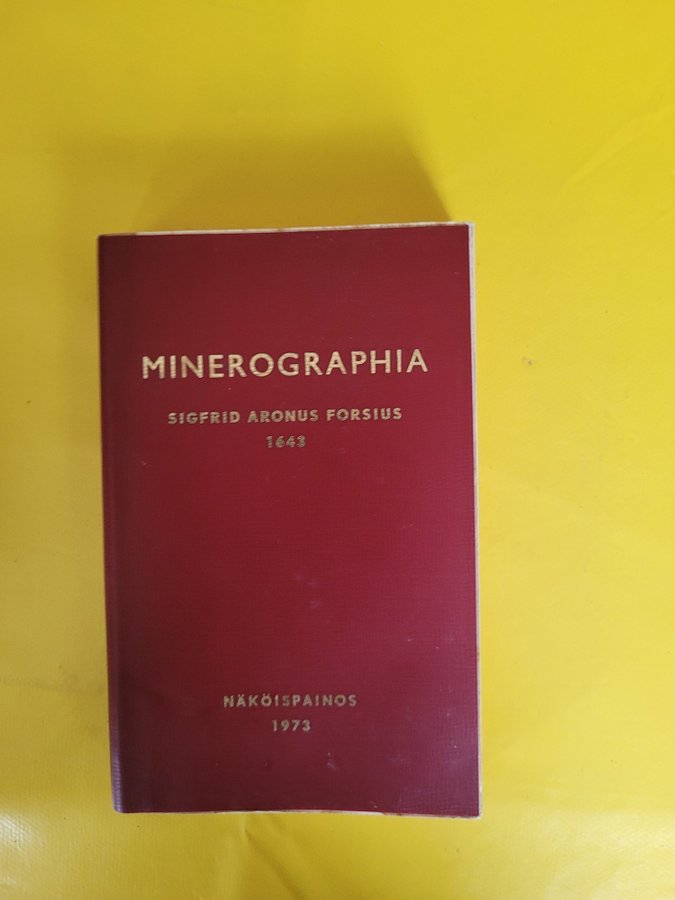 MINEROGRAPHIA
SIGFRID ARONUS FORSIUS
1643
NÄKÖISPAINOS
1973